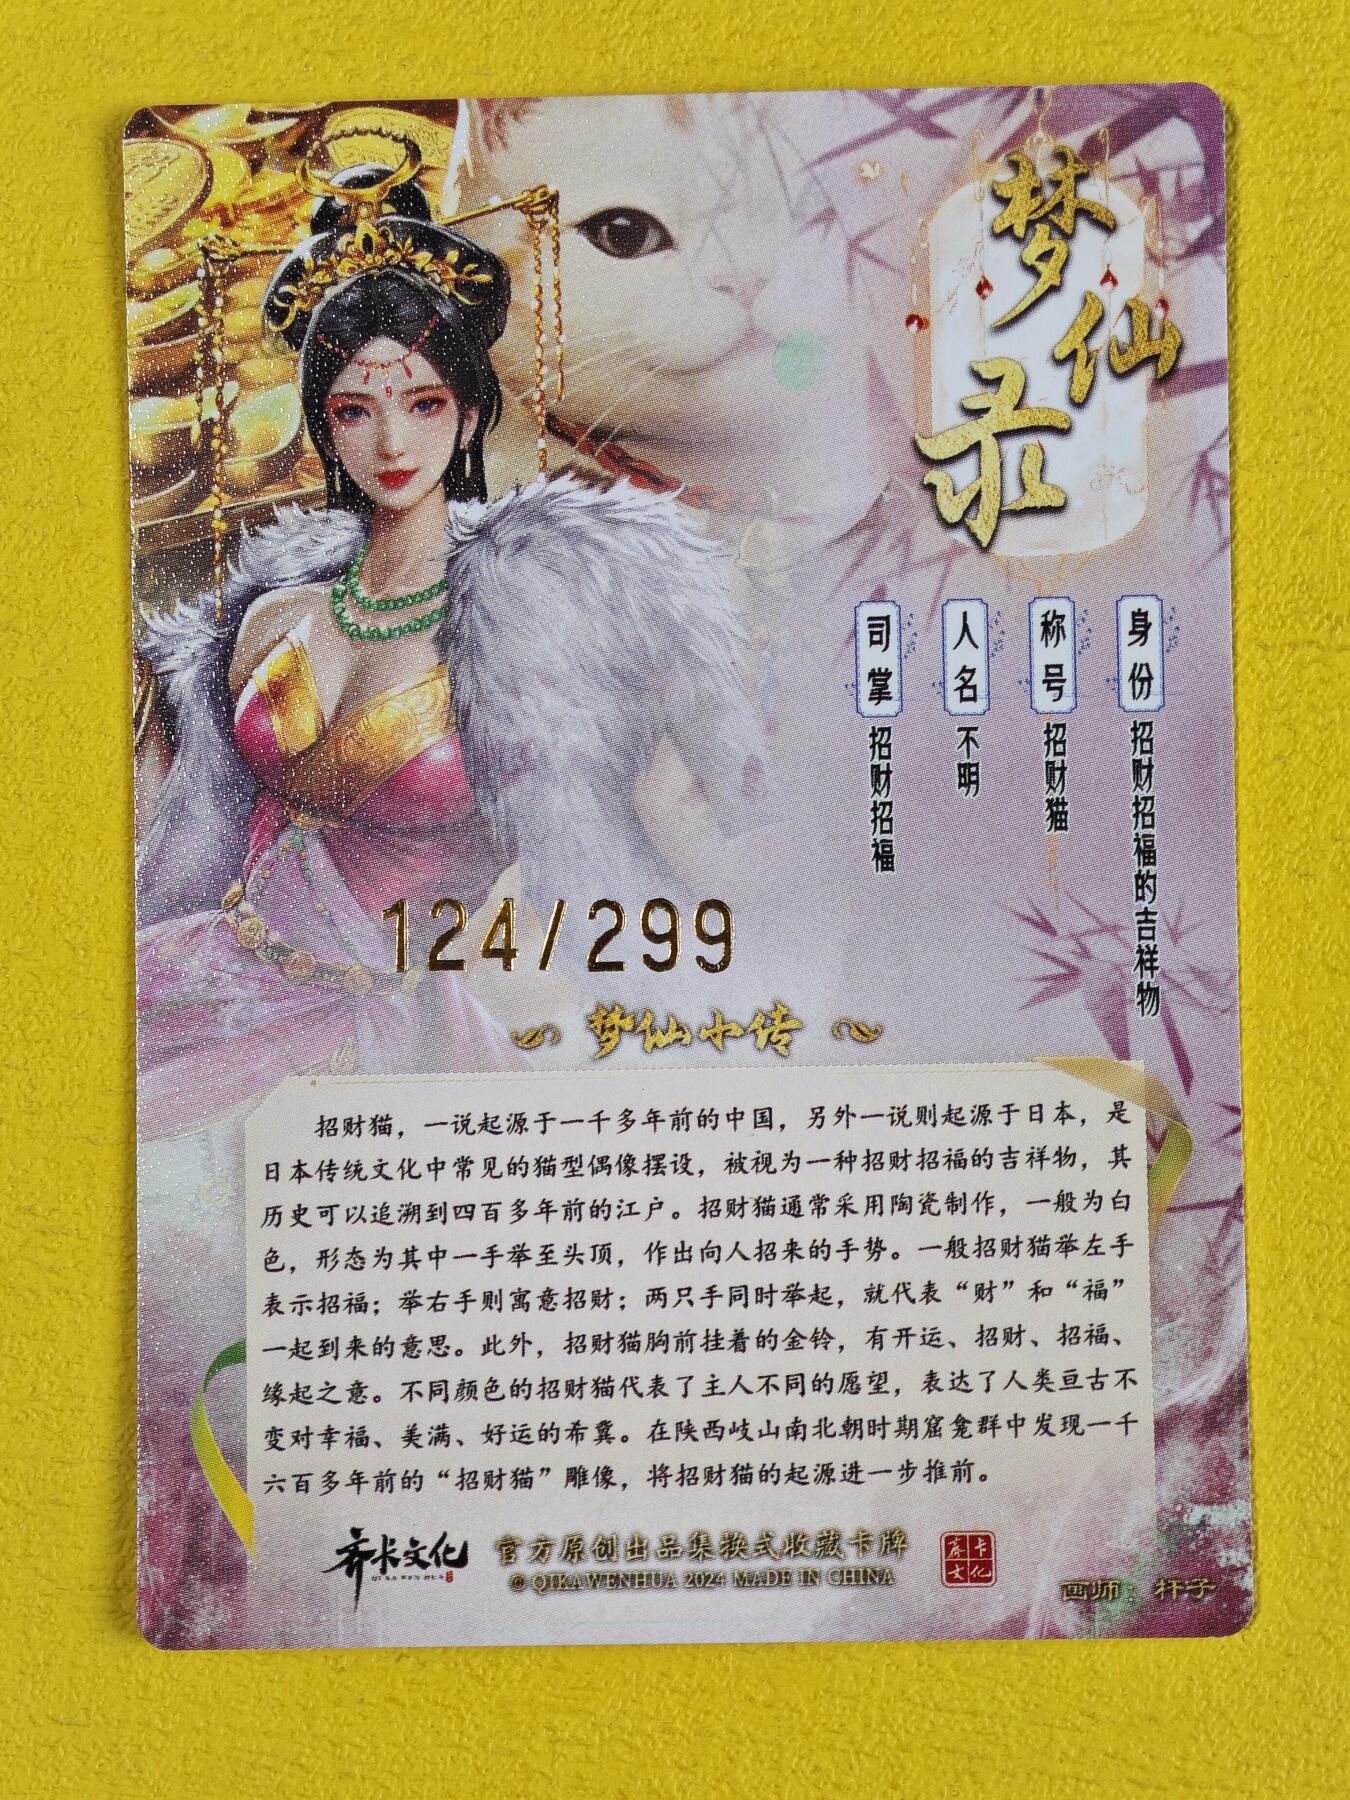 梦仙录
身份 招财招福的吉祥物
称号 招财猫
人名 不明
司掌 招财招福
124/299
梦仙小传
招财猫，一说起源于一千多年前的中国，另外一说则起源于日本，是
日本传统文化中常见的猫型偶像摆设，被视为一种招财招福的吉祥物，其
历史可以追溯到四百多年前的江户。招财猫通常采用陶瓷制作，一般为白
色，形态为其中一手举至头顶，作出向人招来的手势。一般招财猫举左手
表示招福；举右手则寓意招财；两只手同时举起，就代表“财”和“福”
一起到来的意思。此外，招财猫胸前挂着的金铃，有开运、招财、招福、
缘起之意。不同颜色的招财猫代表了主人不同的愿望，表达了人类亘古不
变对幸福、美满、好运的希冀。在陕西岐山南北朝时期窟龛群中发现一千
六百多年前的“招财猫”雕像，将招财猫的起源进一步推前。
齐卡文化
QI KA WEN HUA
官方原创出品集换式收藏卡牌
© QIKAWENHUA 2024 MADE IN CHINA
画师：杆子